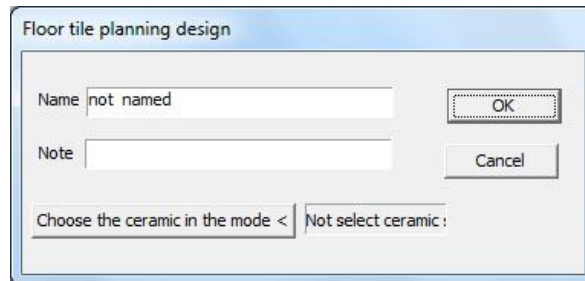 Floor tile planning design
Name not named OK
Note
Cancel
Choose the ceramic in the mode < Not select ceramic